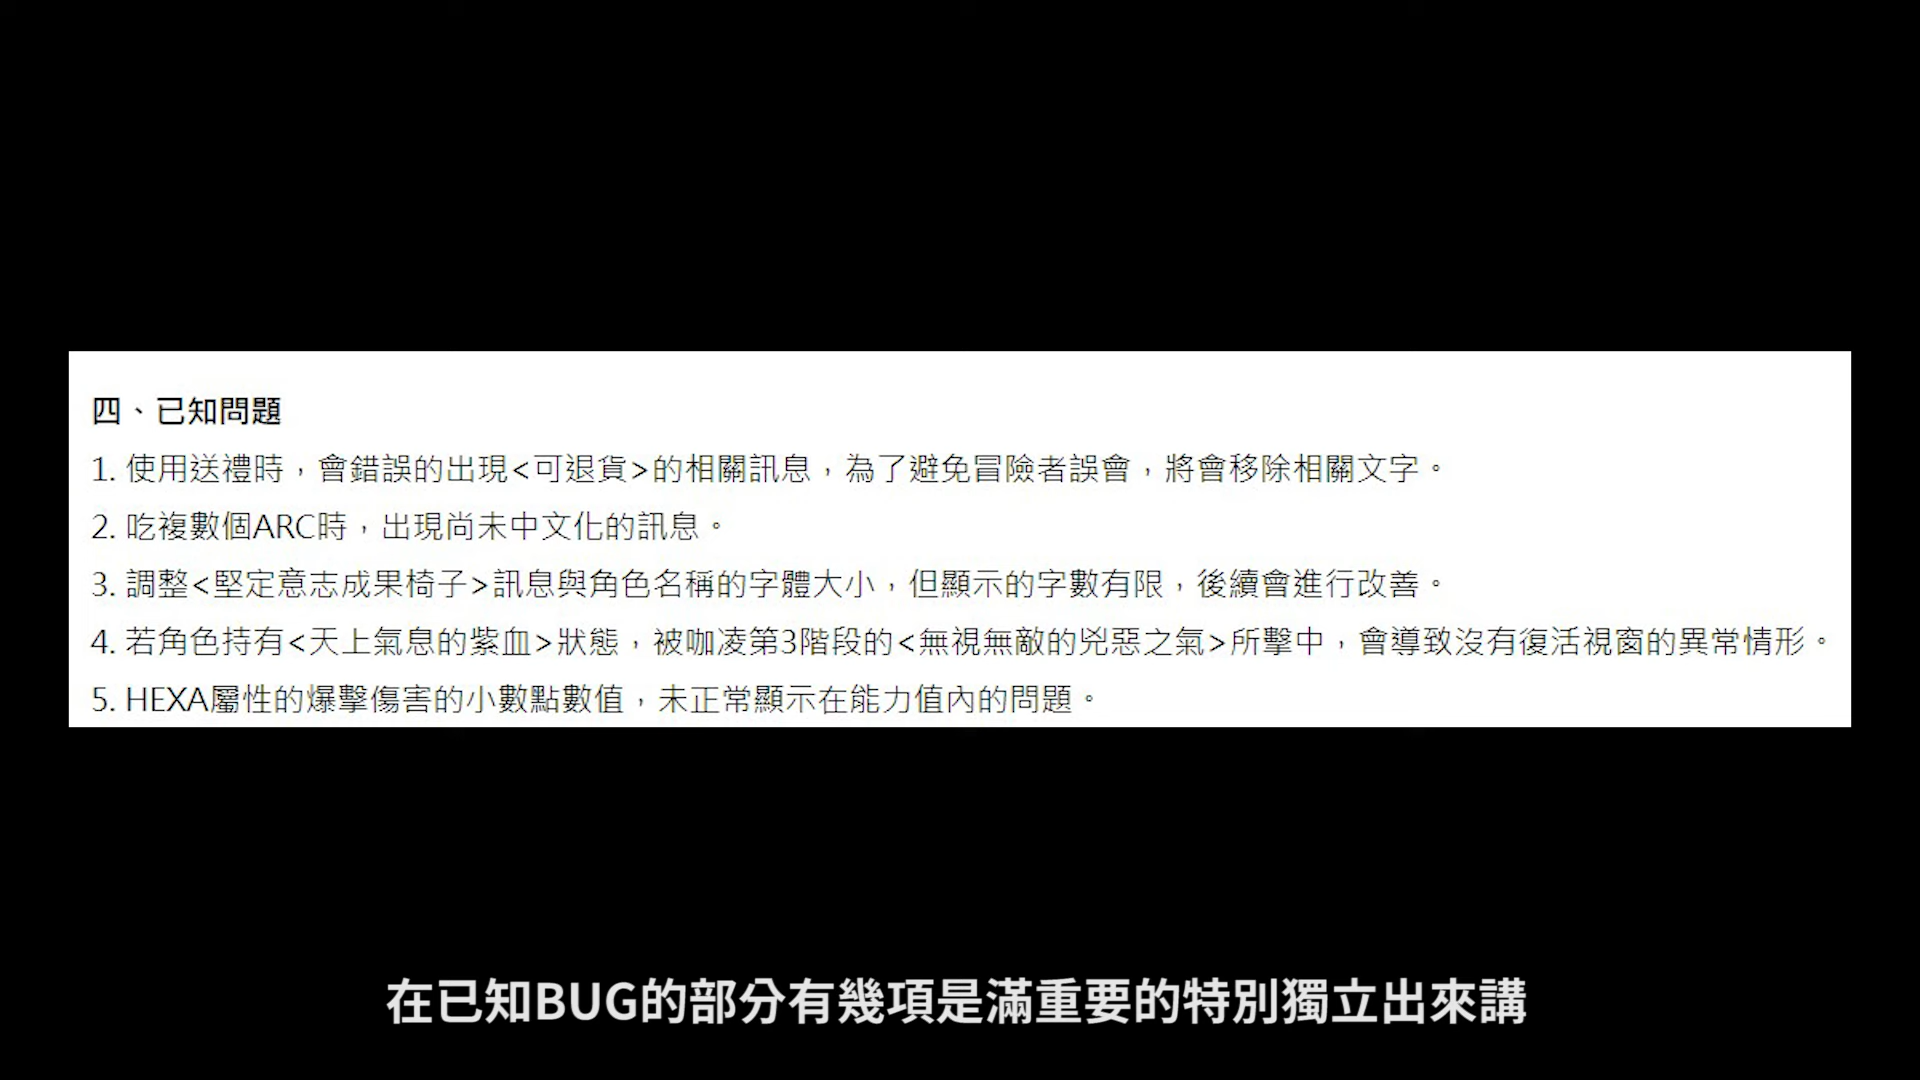 四、已知問題
1. 使用送禮時，會錯誤的出現<可退貨>的相關訊息，為了避免冒險者誤會，將會移除相關文字。
2. 吃複數個ARC時，出現尚未中文化的訊息。
3. 調整<堅定意志成果椅子>訊息與角色名稱的字體大小，但顯示的字數有限，後續會進行改善。
4. 若角色持有<天上氣息的紫血>狀態，被咖凌第3階段的<無視無敵的兇惡之氣>所擊中，會導致沒有復活視窗的異常情形。
5. HEXA屬性的爆擊傷害的小數點數值，未正常顯示在能力值內的問題。
在已知BUG的部分有幾項是滿重要的特別獨立出來講